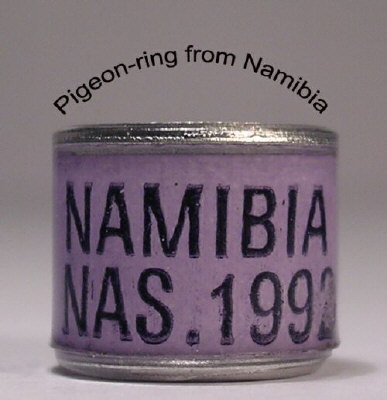 Pigeon-ring from Namibia
NAMIBIA
NAS.1992